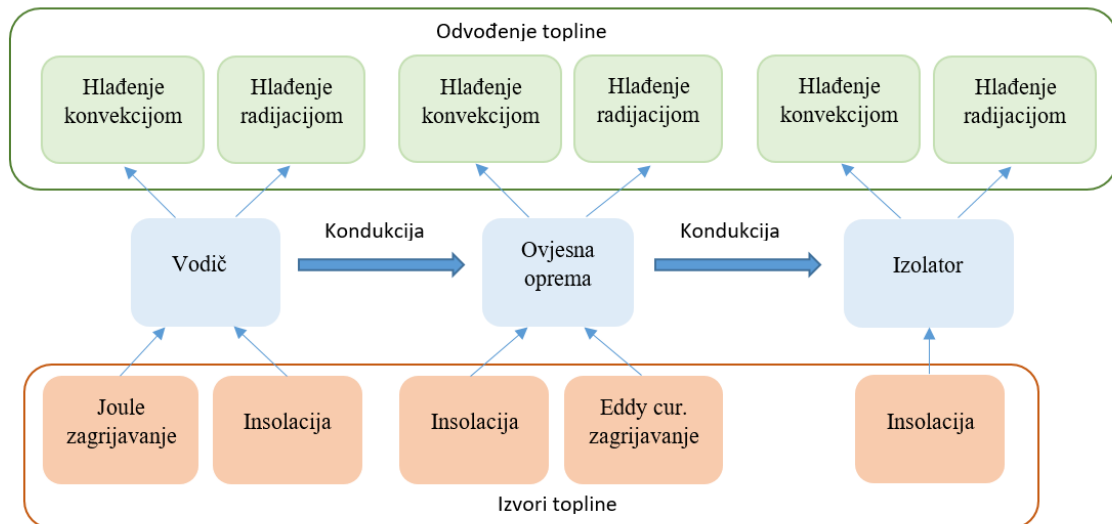 Odvođenje topline
Hlađenje
konvekcijom
Hlađenje
radijacijom
Hlađenje
konvekcijom
Hlađenje
radijacijom
Hlađenje
konvekcijom
Hlađenje
radijacijom
Vodič
Kondukcija
Ovjesna
oprema
Kondukcija
Izolator
Joule
zagrijavanje
Insolacija
Insolacija
Eddy cur.
zagrijavanje
Insolacija
Izvori topline